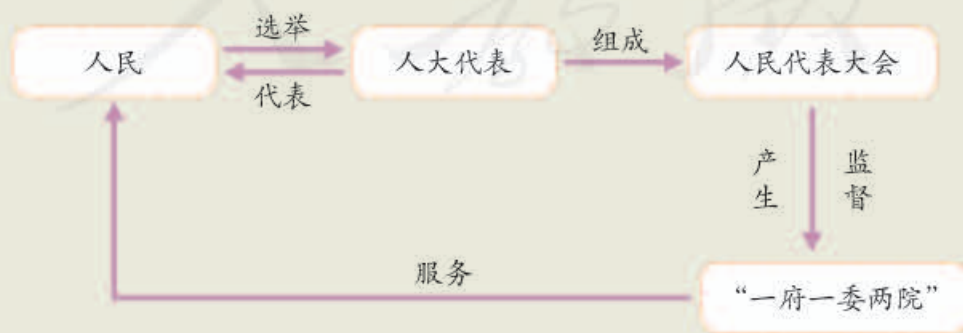 选举
人民
人大代表
代表
组成
人民代表大会
产生
监督
服务
“一府一委两院”